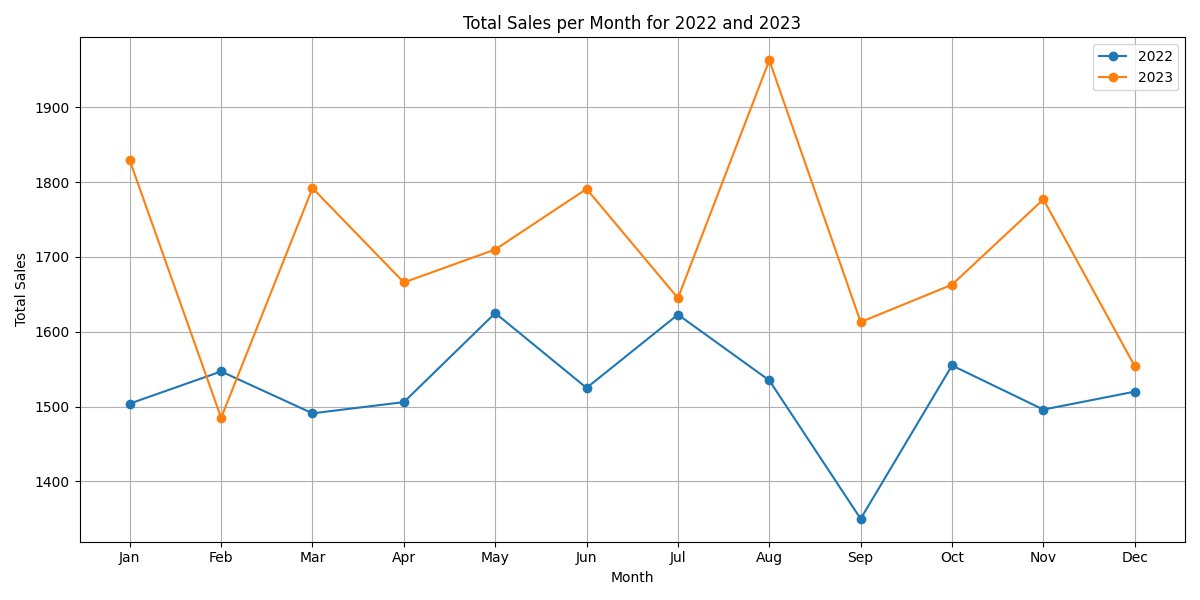 Total Sales per Month for 2022 and 2023
2022
2023
Total Sales
1900
1800
1700
1600
1500
1400
Jan Feb Mar Apr May Jun Jul Aug Sep Oct Nov Dec
Month